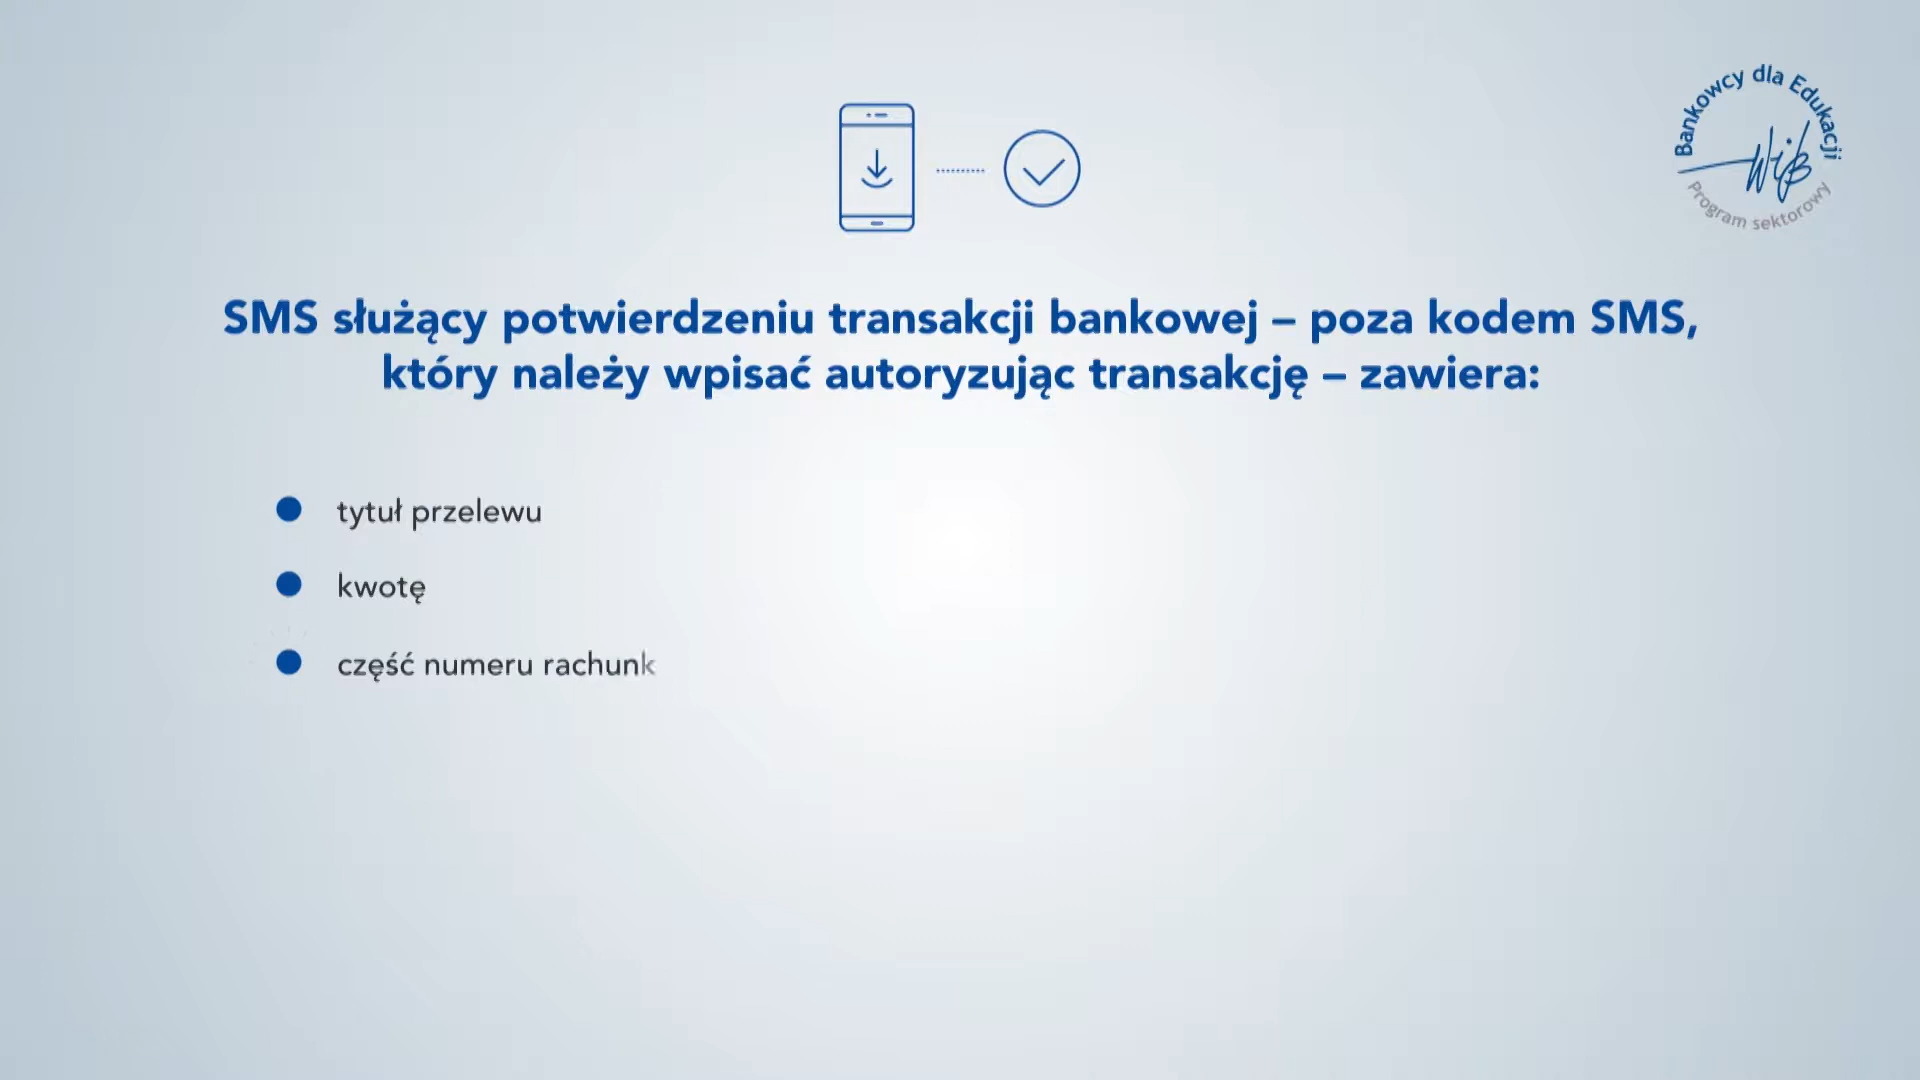 Bankowcy dla Edukacji
WiB
Program sektorowy
SMS służący potwierdzeniu transakcji bankowej – poza kodem SMS,
który należy wpisać autoryzując transakcję – zawiera:
tytuł przelewu
kwotę
część numeru rachunk